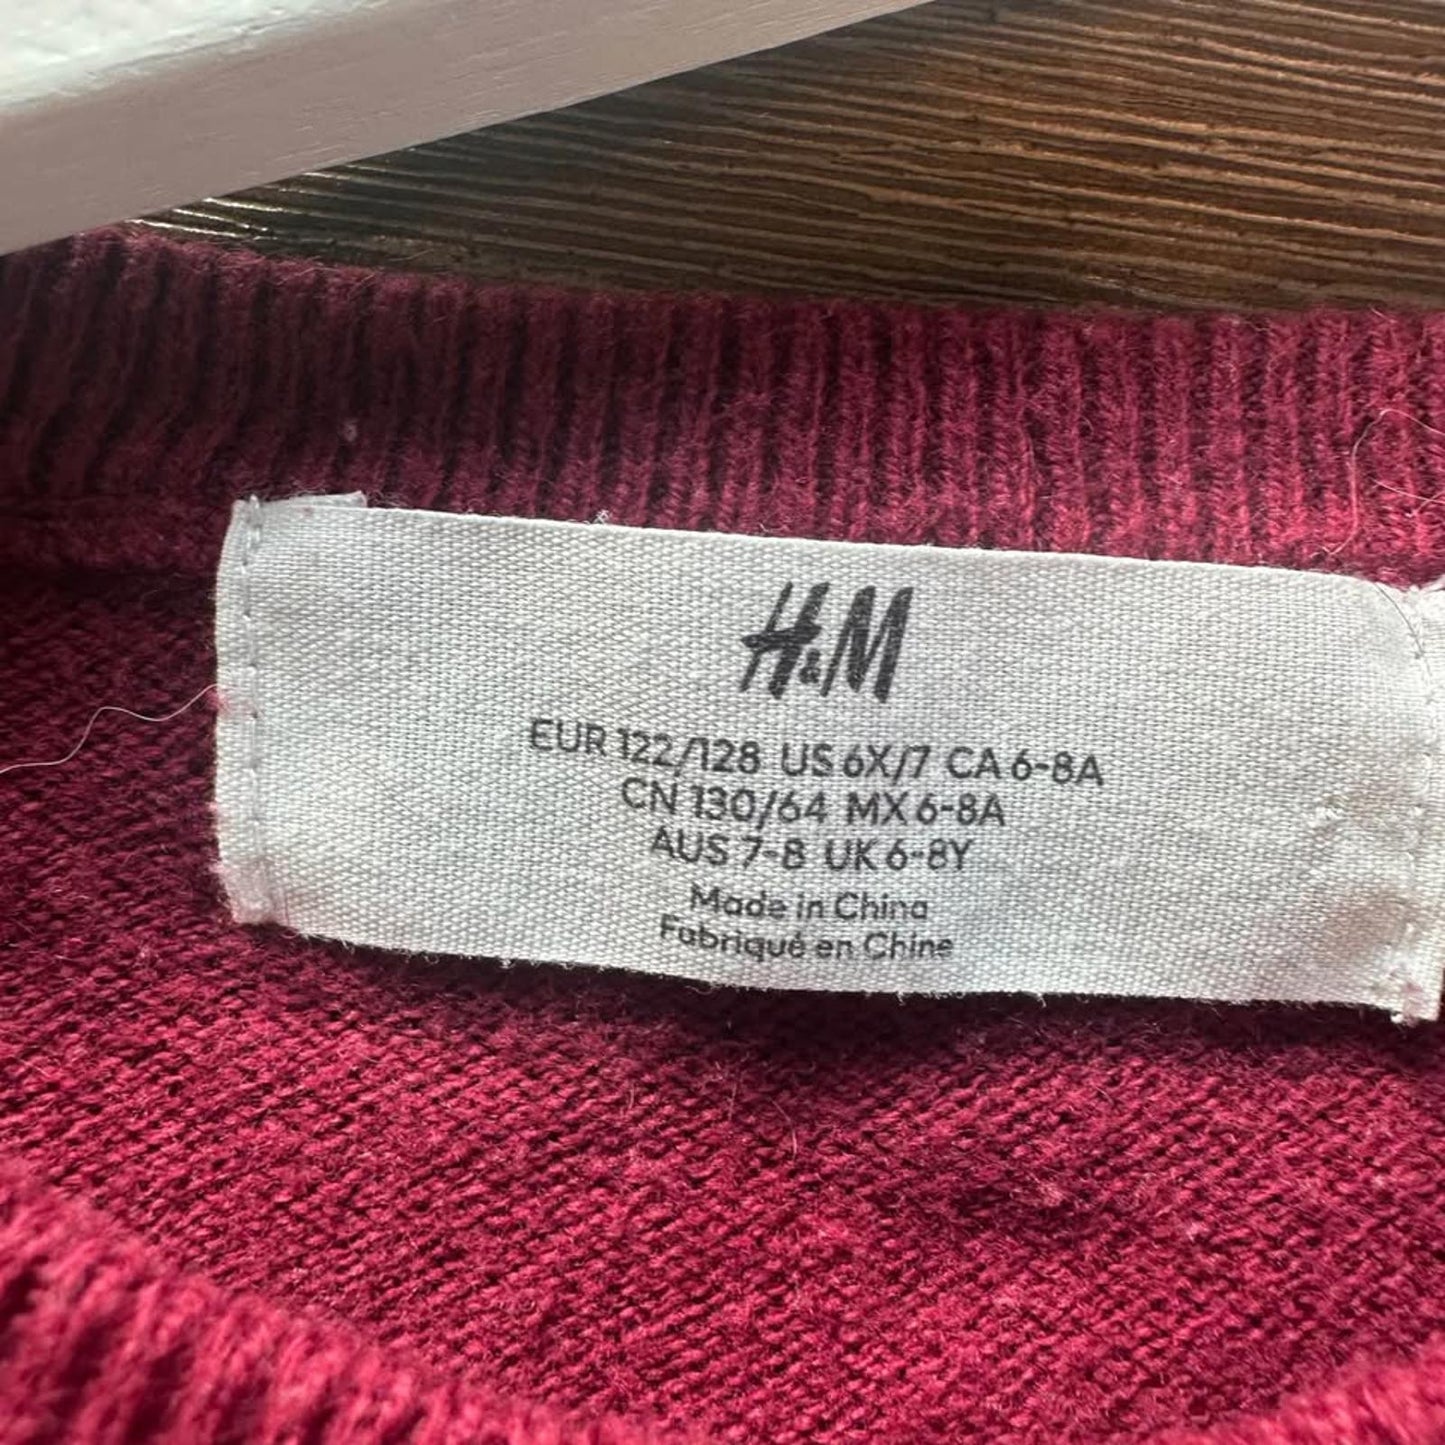 H&M
EUR 122/128 US 6X/7 CA 6-8A
CN 130/64 MX 6-8A
AUS 7-8 UK 6-8Y
Made in China
Fabriqué en Chine